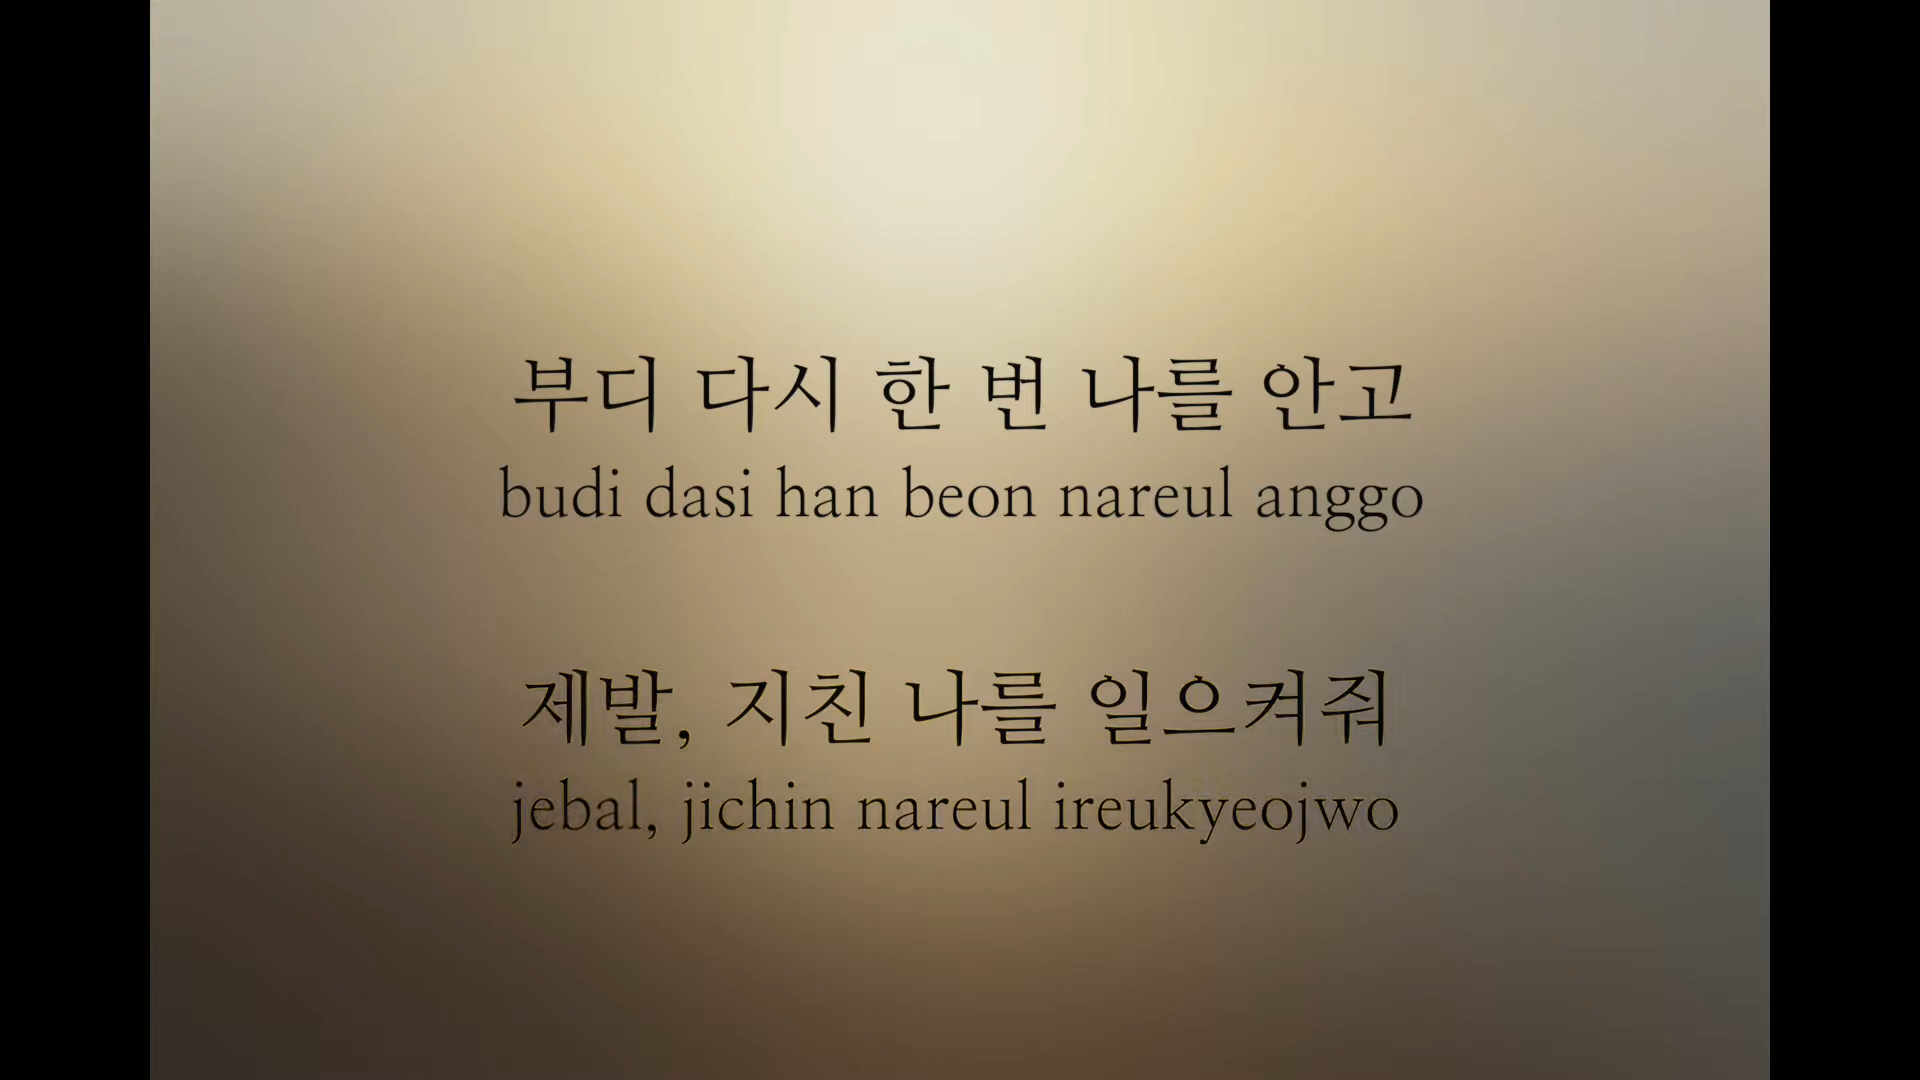 부디 다시 한 번 나를 안고
budi dasi han beon nareul anggo
제발, 지친 나를 일으켜줘
jebal, jichin nareul ireukyeojwo